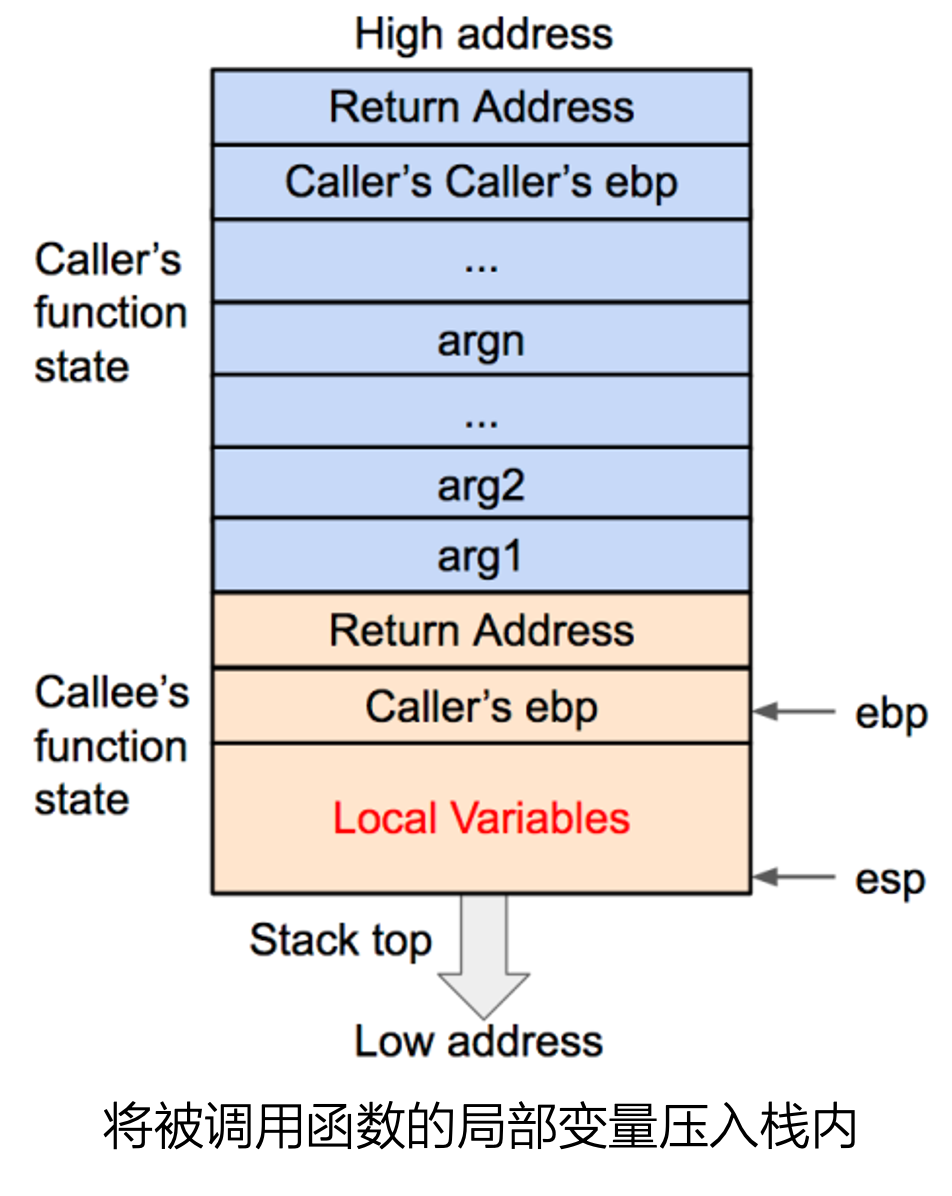 High address
Return Address
Caller’s Caller’s ebp
...
Caller’s
function
state
argn
...
arg2
arg1
Return Address
Callee’s
function
state
Caller’s ebp
ebp
Local Variables
esp
Stack top
Low address
将被调用函数的局部变量压入栈内